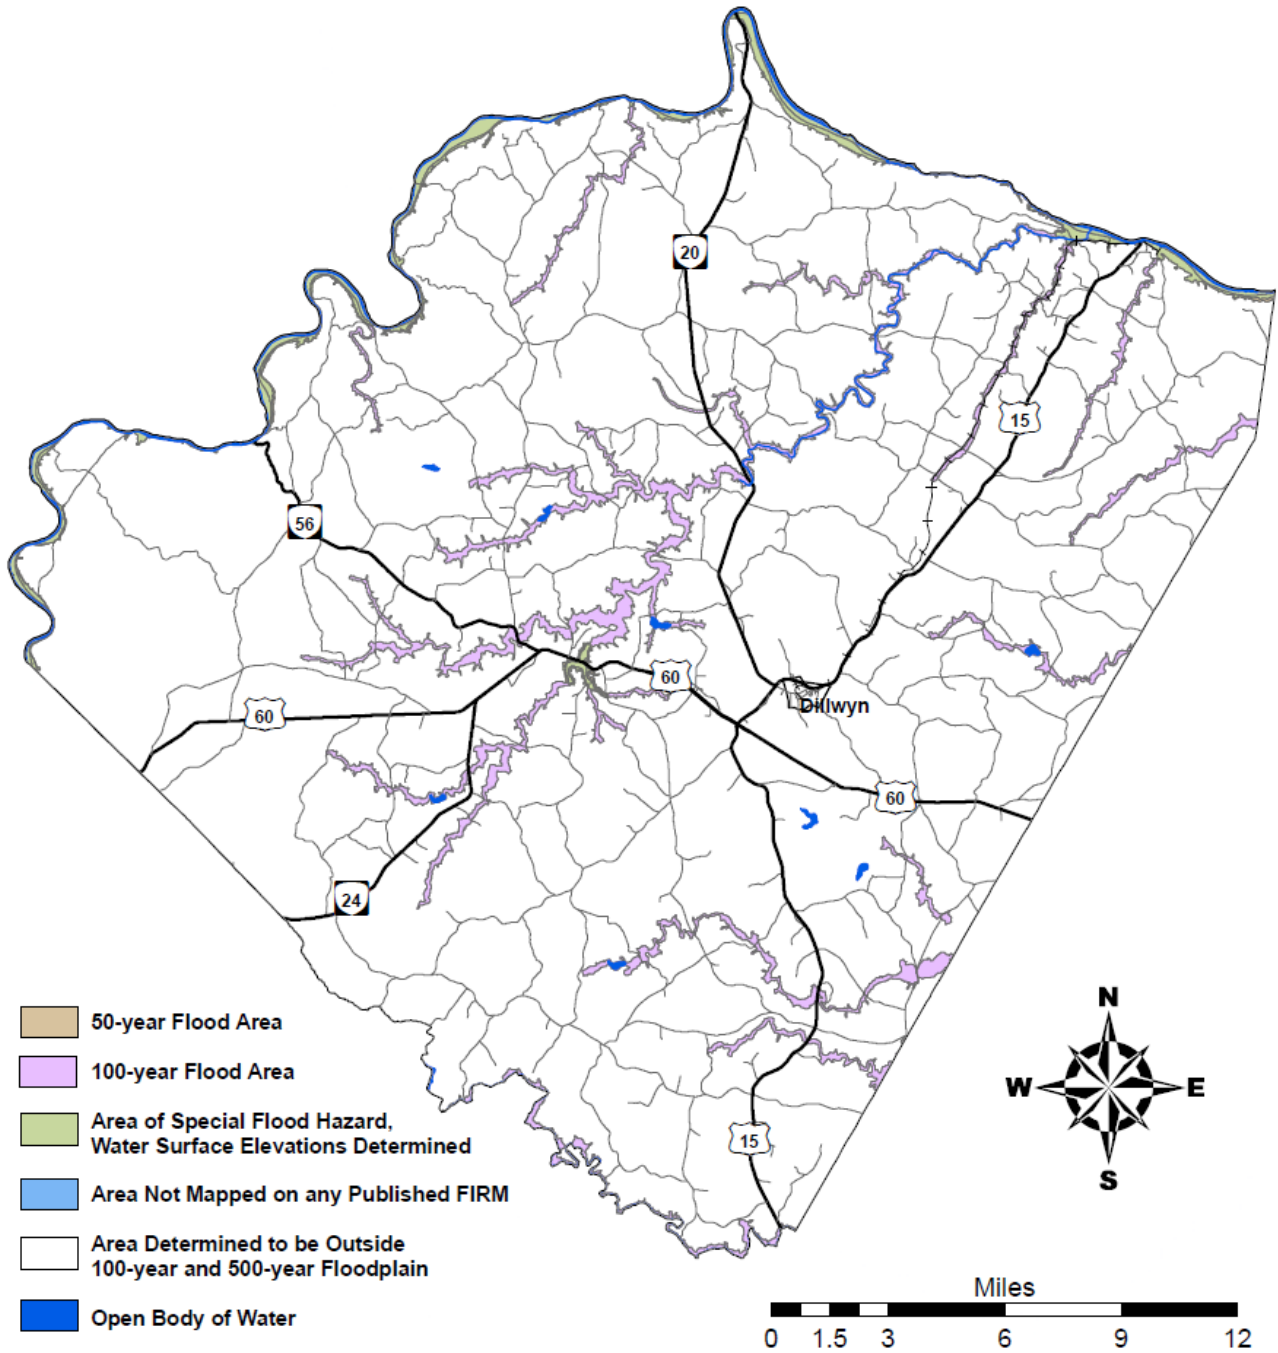 20
15
56
60
60
Dillwyn
60
24
15
50-year Flood Area
100-year Flood Area
Area of Special Flood Hazard,
Water Surface Elevations Determined
Area Not Mapped on any Published FIRM
Area Determined to be Outside
100-year and 500-year Floodplain
Open Body of Water
N
W
E
S
Miles
0 1.5 3 6 9 12